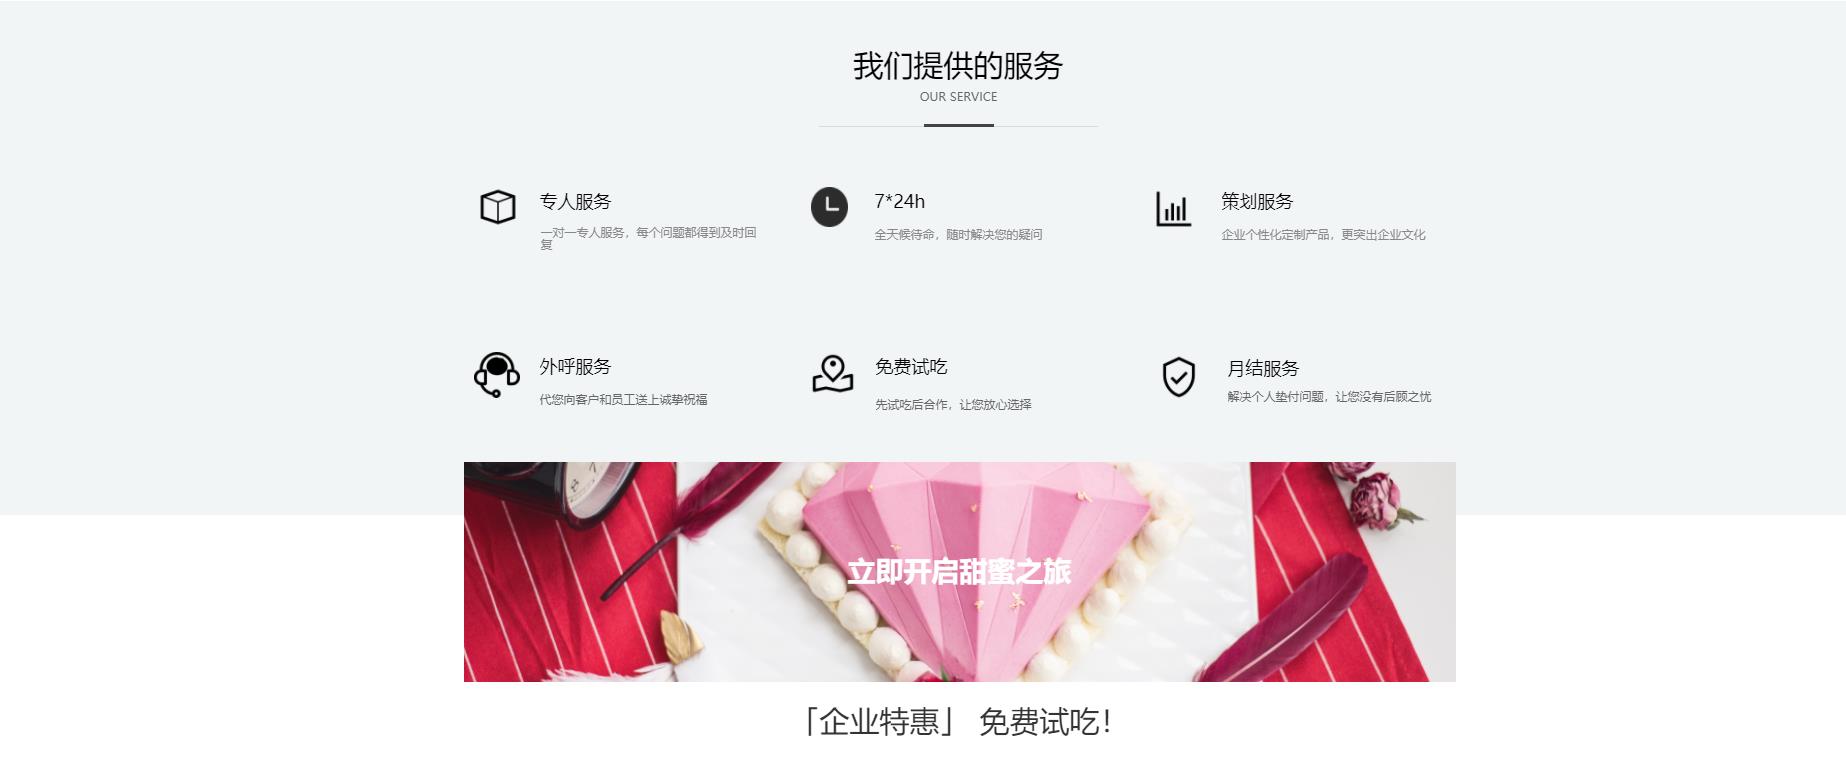 我们提供的服务
OUR SERVICE
专人服务
一对一专人服务，每个问题都得到及时回
复
7*24h
全天候待命，随时解决您的疑问
策划服务
企业个性化定制产品，更突出企业文化
外呼服务
代您向客户和员工送上诚挚祝福
免费试吃
先试吃后合作，让您放心选择
月结服务
解决个人垫付问题，让您没有后顾之忧
立即开启甜蜜之旅
「企业特惠」 免费试吃！